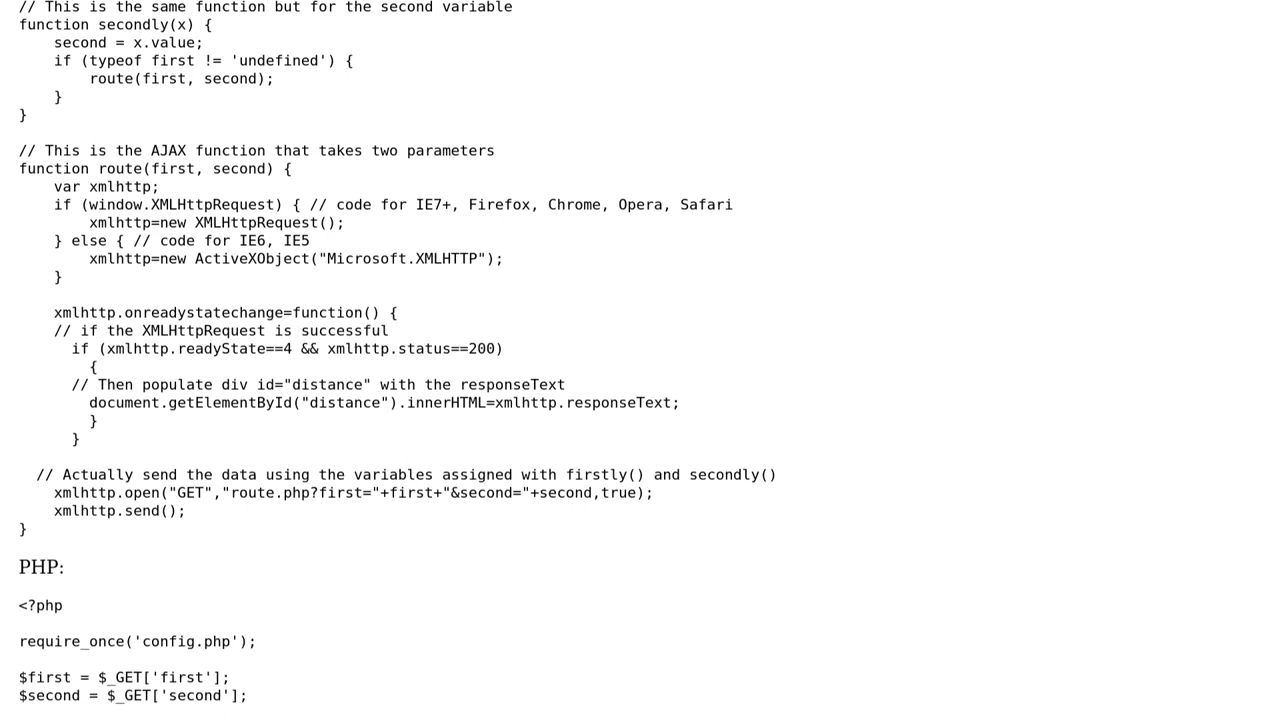 // This is the same function but for the second variable
function secondly(x) {
    second = x.value;
    if (typeof first != 'undefined') {
        route(first, second);
    }
}

// This is the AJAX function that takes two parameters
function route(first, second) {
    var xmlhttp;
    if (window.XMLHttpRequest) { // code for IE7+, Firefox, Chrome, Opera, Safari
        xmlhttp=new XMLHttpRequest();
    } else { // code for IE6, IE5
        xmlhttp=new ActiveXObject("Microsoft.XMLHTTP");
    }

    xmlhttp.onreadystatechange=function() {
    // if the XMLHttpRequest is successful
      if (xmlhttp.readyState==4 && xmlhttp.status==200)
        {
      // Then populate div id="distance" with the responseText
        document.getElementById("distance").innerHTML=xmlhttp.responseText;
        }
      }

  // Actually send the data using the variables assigned with firstly() and secondly()
    xmlhttp.open("GET","route.php?first="+first+"&second="+second,true);
    xmlhttp.send();
}

PHP:

<?php

require_once('config.php');

$first = $_GET['first'];
$second = $_GET['second'];